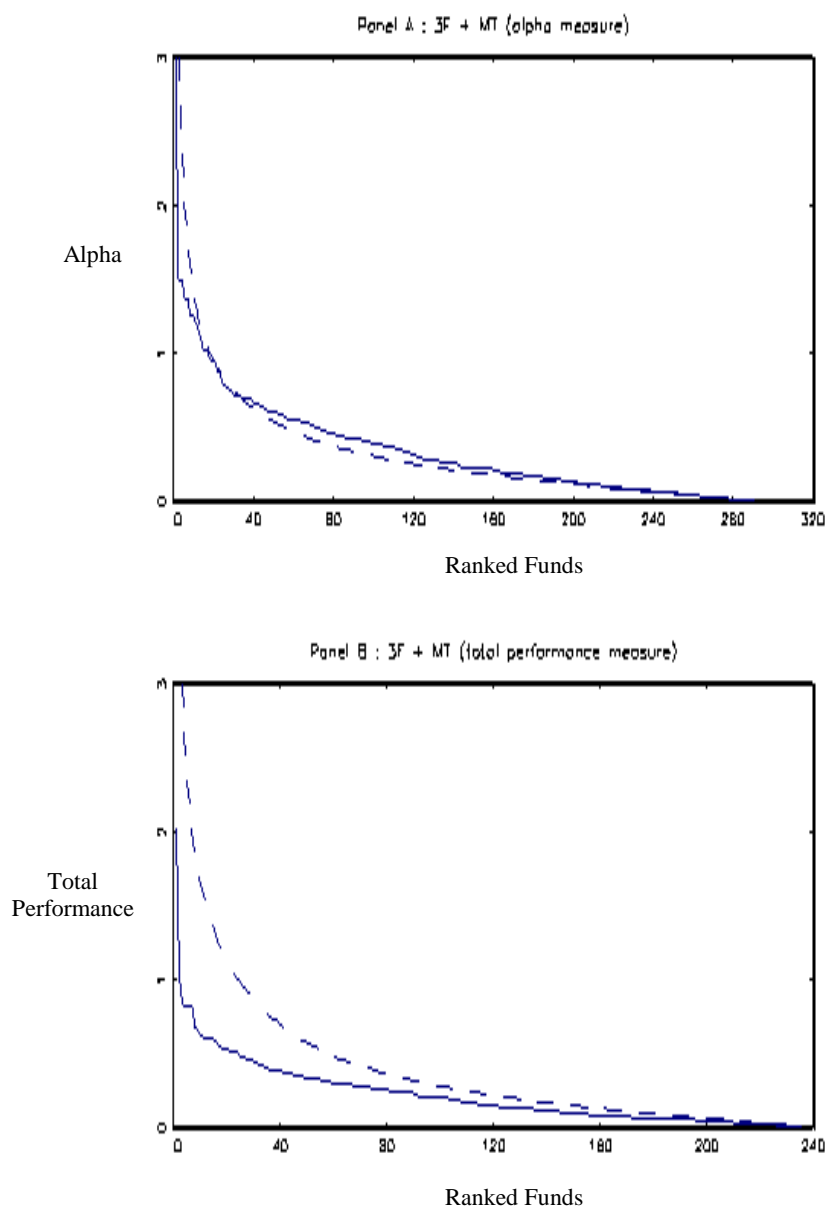 Panel A : 3F + MT (alpha measure)
3
2
Alpha
1
0
0 40 80 120 160 200 240 280 320
Ranked Funds
Panel B : 3F + MT (total performance measure)
3
2
Total
Performance
1
0
0 40 80 120 160 200 240
Ranked Funds